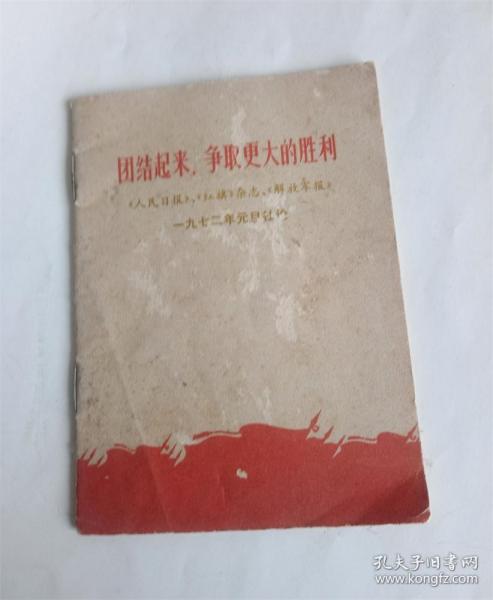 团结起来，争取更大的胜利
《人民日报》、《红旗》杂志、《解放军报》
一九七二年元旦社论
孔夫子旧书网
www.kongfz.com